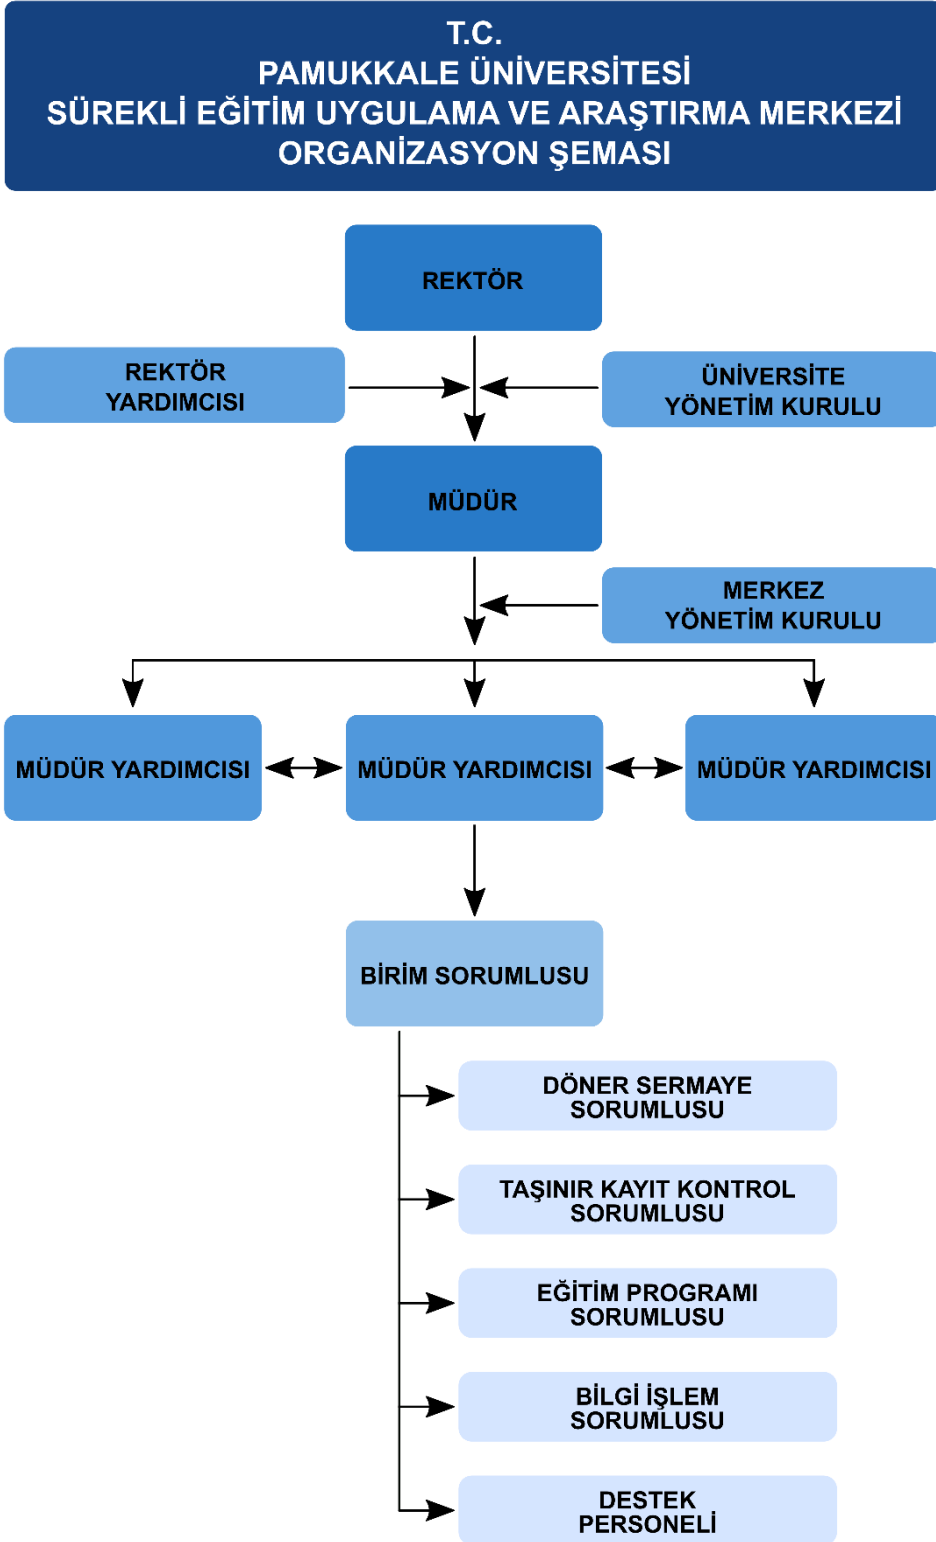 T.C.
PAMUKKALE ÜNİVERSİTESİ
SÜREKLİ EĞİTİM UYGULAMA VE ARAŞTIRMA MERKEZİ
ORGANİZASYON ŞEMASI
REKTÖR
REKTÖR
YARDIMCISI
ÜNİVERSİTE
YÖNETİM KURULU
MÜDÜR
MERKEZ
YÖNETİM KURULU
MÜDÜR YARDIMCISI
MÜDÜR YARDIMCISI
MÜDÜR YARDIMCISI
BİRİM SORUMLUSU
DÖNER SERMAYE
SORUMLUSU
TAŞINIR KAYIT KONTROL
SORUMLUSU
EĞİTİM PROGRAMI
SORUMLUSU
BİLGİ İŞLEM
SORUMLUSU
DESTEK
PERSONELİ